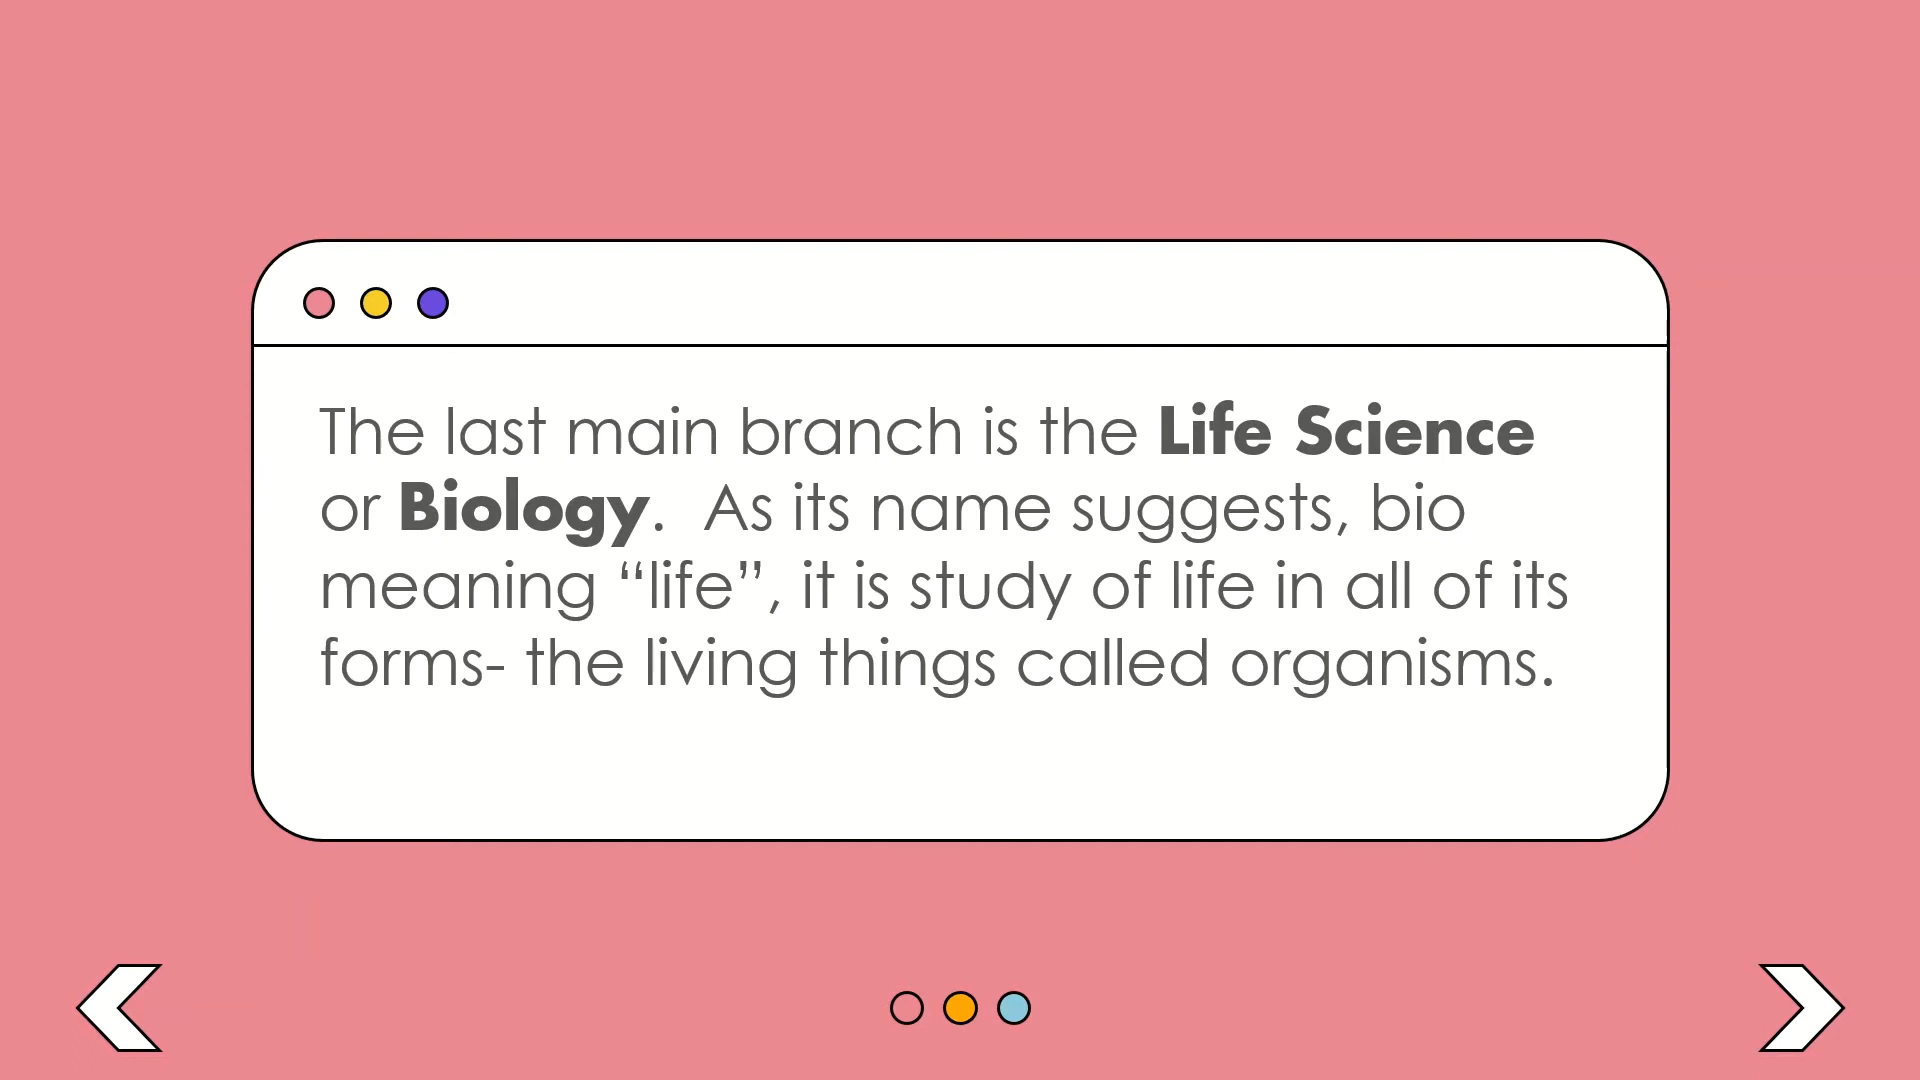 The last main branch is the Life Science
or Biology.  As its name suggests, bio
meaning “life”, it is study of life in all of its
forms- the living things called organisms.